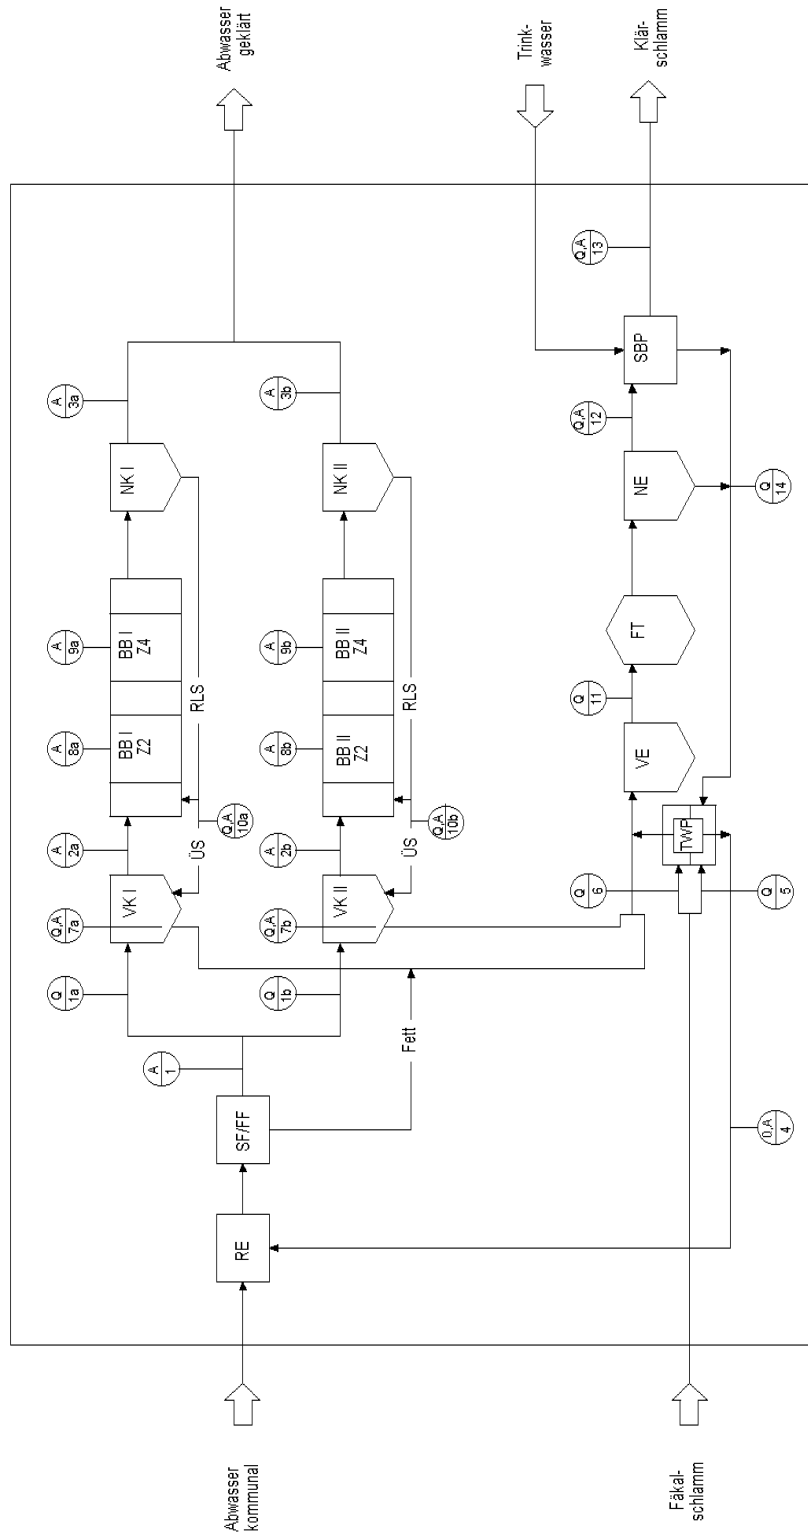 Q
1a
Q,A
7a
A
2a
A
8a
A
9a
A
3a
VK I
BB I
Z2
BB I
Z4
NK I
A
1
ÜS
RLS
Q,A
10a
Abwasser
kommunal
RE
SF/FF
Abwasser
geklärt
Q
1b
Q,A
7b
A
2b
A
8b
A
9b
A
3b
VK II
BB II
Z2
BB II
Z4
NK II
Fett
ÜS
RLS
Q,A
10b
Trink-
wasser
Q
6
Q
11
Q,A
12
Q,A
13
VE
FT
NE
SBP
Klär-
schlamm
TWP
Fäkal-
schlamm
0,A
4
Q
5
Q
14